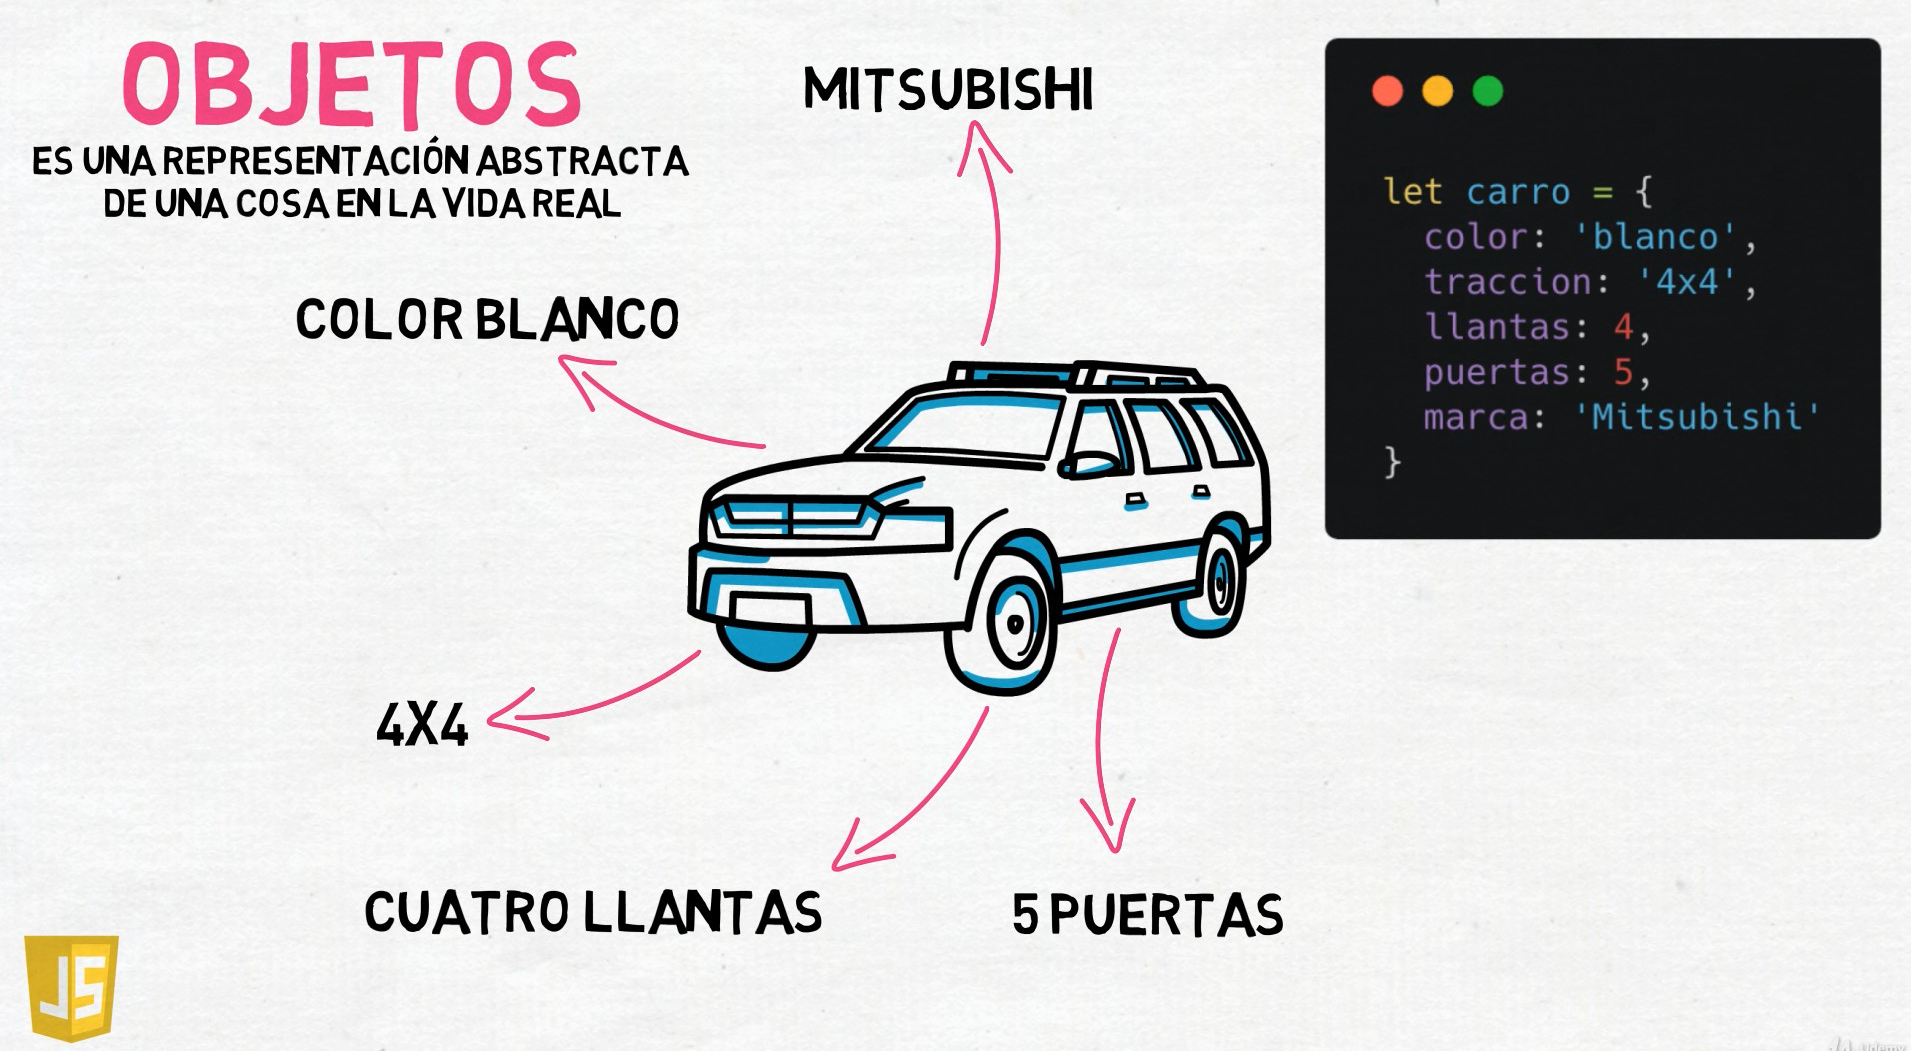 OBJETOS
ES UNA REPRESENTACIÓN ABSTRACTA
DE UNA COSA EN LA VIDA REAL
MITSUBISHI
COLOR BLANCO
4X4
CUATRO LLANTAS
5 PUERTAS
let carro = {
  color: 'blanco',
  traccion: '4x4',
  llantas: 4,
  puertas: 5,
  marca: 'Mitsubishi'
}
JS
Udemy